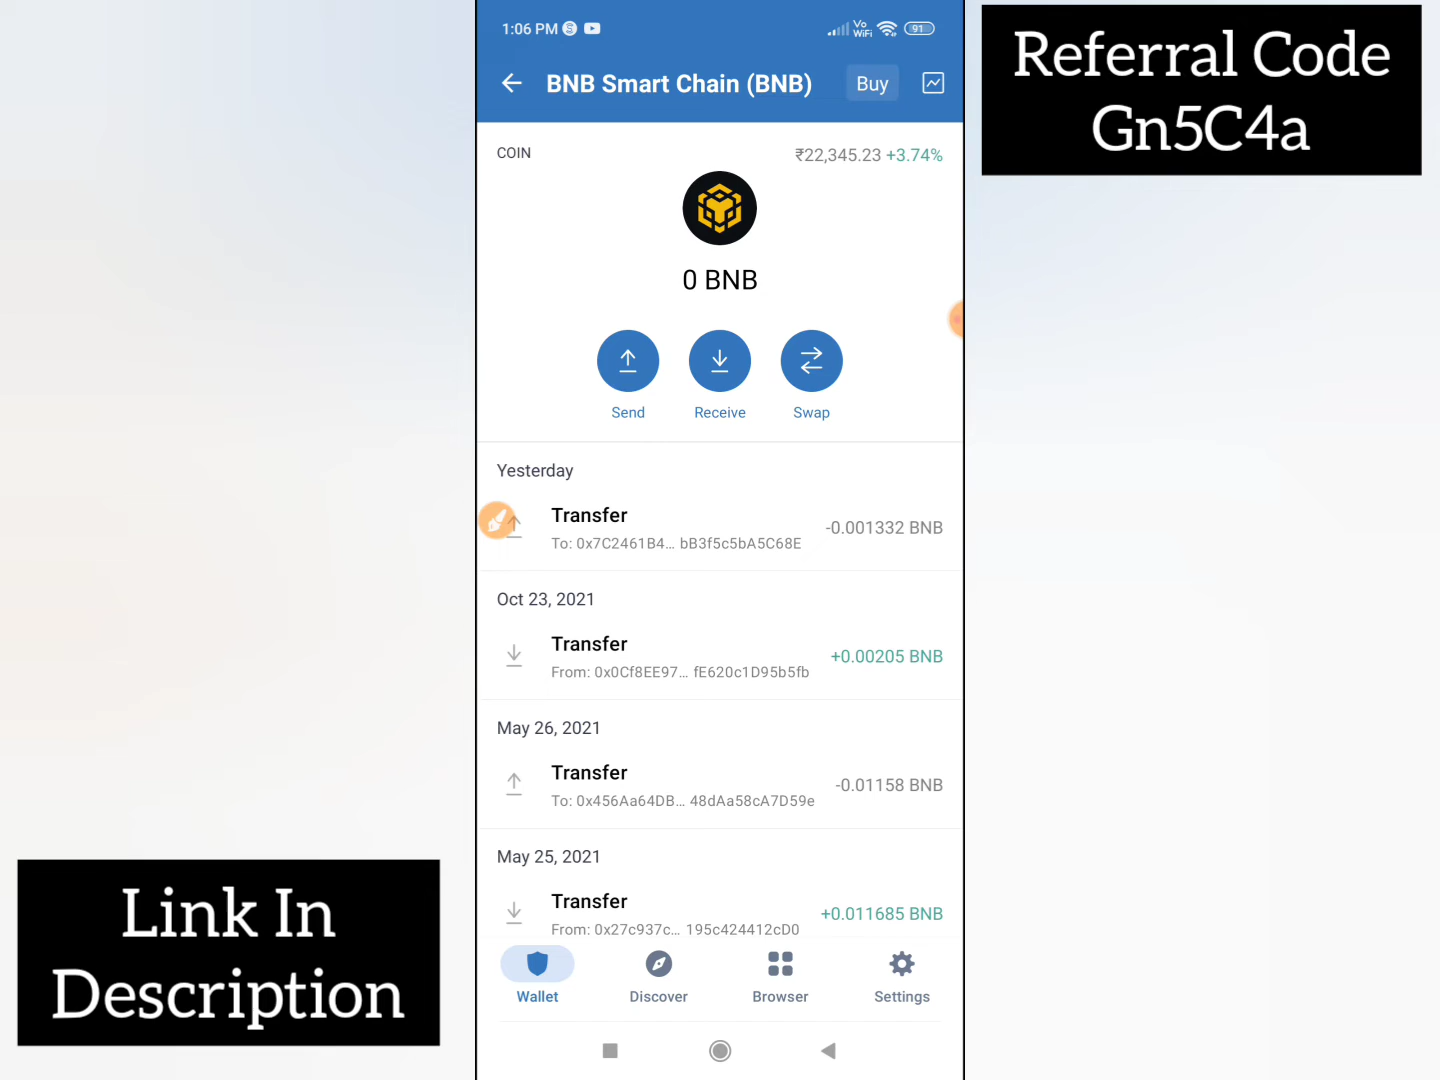 1:06 PM
Vo
WiFi
91
BNB Smart Chain (BNB)
Buy
Referral Code
Gn5C4a
COIN
₹22,345.23 +3.74%
0 BNB
Send
Receive
Swap
Yesterday
Transfer
-0.001332 BNB
To: 0x7C2461B4... bB3f5c5bA5C68E
Oct 23, 2021
Transfer
+0.00205 BNB
From: 0x0Cf8EE97... fE620c1D95b5fb
May 26, 2021
Transfer
-0.01158 BNB
To: 0x456Aa64DB... 48dAa58cA7D59e
May 25, 2021
Transfer
+0.011685 BNB
From: 0x27c937c... 195c424412cD0
Link In
Description
Wallet
Discover
Browser
Settings